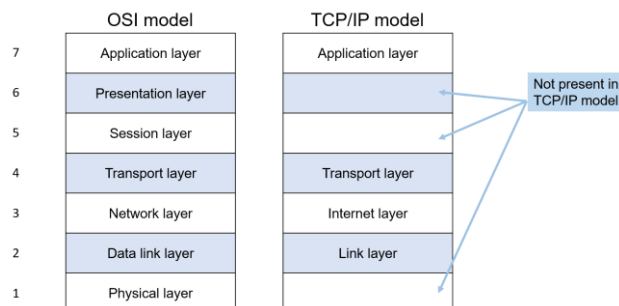 OSI model TCP/IP model
7 Application layer Application layer
6 Presentation layer
Not present in
TCP/IP model
5 Session layer
4 Transport layer Transport layer
3 Network layer Internet layer
2 Data link layer Link layer
1 Physical layer